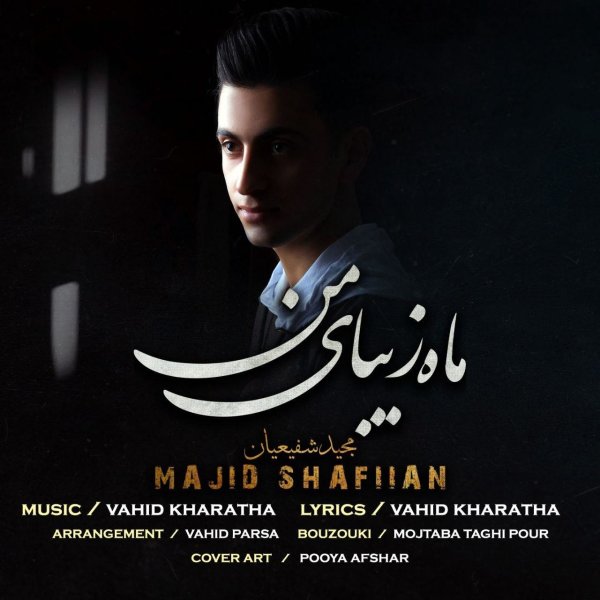 ماه زیبای من
مجید شفیعیان
MAJID SHAFIIAN
MUSIC / VAHID KHARATHA LYRICS / VAHID KHARATHA
ARRANGEMENT / VAHID PARSA BOUZOUKI / MOJTABA TAGHI POUR
COVER ART / POOYA AFSHAR